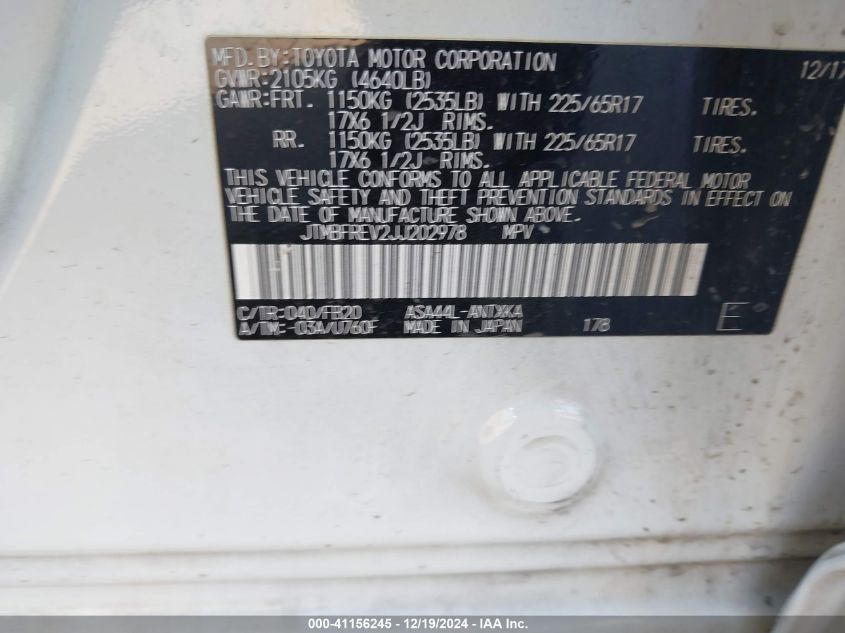 MFD.BY:TOYOTA MOTOR CORPORATION 12/17
GVWR:2105KG (4640LB)
GAWR:FRT. 1150KG (2535LB) WITH 225/65R17 TIRES.
17X6 1/2J RIMS.
RR. 1150KG (2535LB) WITH 225/65R17 TIRES.
17X6 1/2J RIMS.
THIS VEHICLE CONFORMS TO ALL APPLICABLE FEDERAL MOTOR
VEHICLE SAFETY AND THEFT PREVENTION STANDARDS IN EFFECT ON
THE DATE OF MANUFACTURE SHOWN ABOVE.
JTMBFREV2JJ202978 MPV
C/TR:040/FB20 ASA44L-ANTXKA
A/TM:-03A/U760F MADE IN JAPAN 178 E
000-41156245 - 12/19/2024 - IAA Inc.